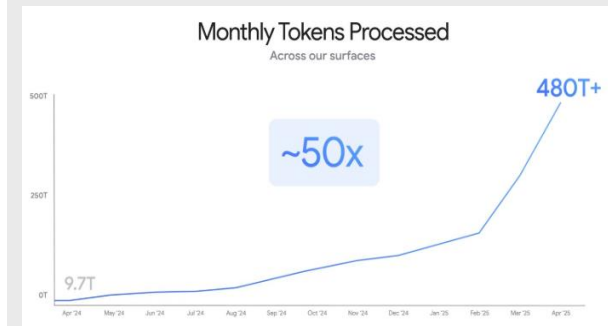 Monthly Tokens Processed
Across our surfaces
480T+
500T
~50x
250T
9.7T
0T
Apr '24 May '24 Jun '24 Jul '24 Aug '24 Sep '24 Oct '24 Nov '24 Dec '24 Jan '25 Feb '25 Mar '25 Apr '25